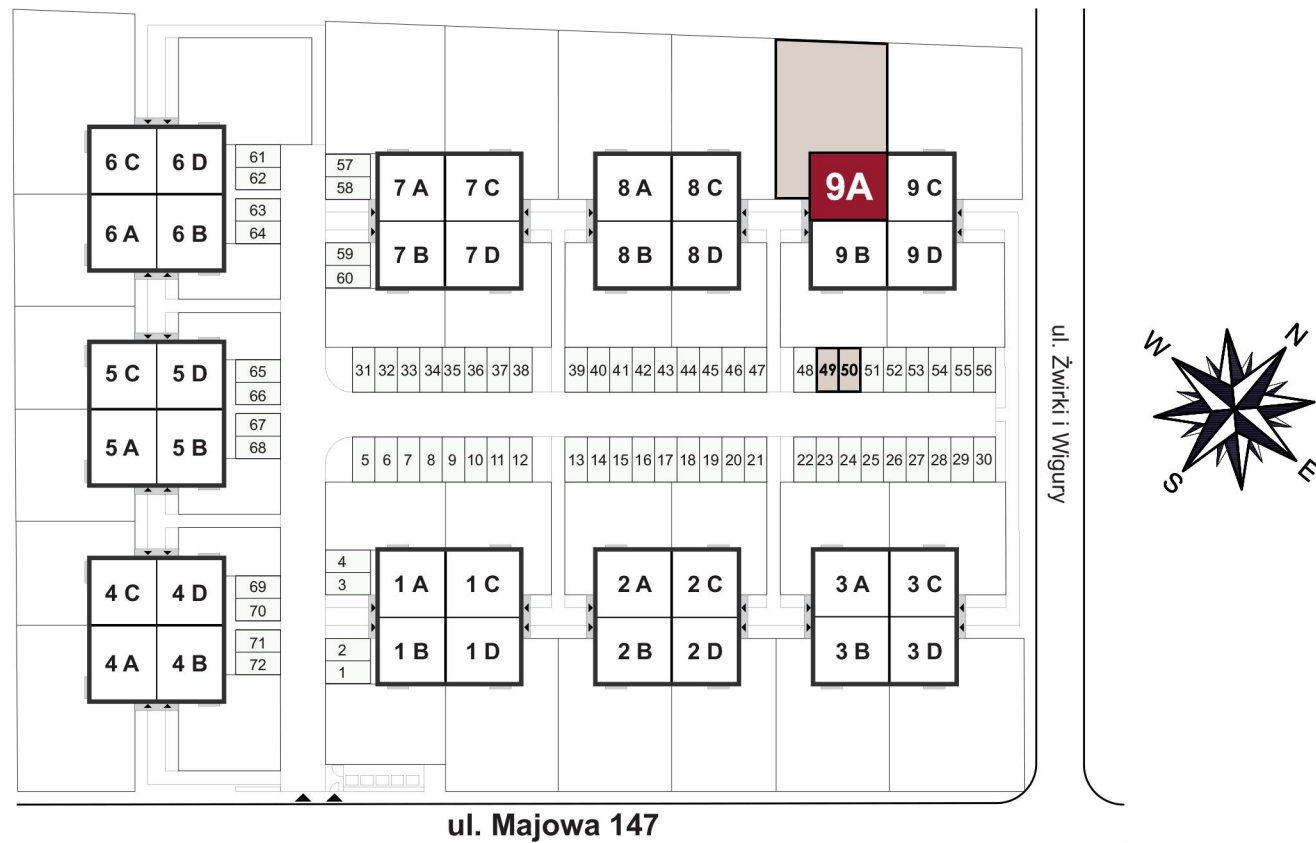 6 C 6 D
6 A 6 B
61
62
63
64
57
58
59
60
7 A 7 C
7 B 7 D
8 A 8 C
8 B 8 D
9A 9 C
9 B 9 D
5 C 5 D
5 A 5 B
65
66
67
68
31 32 33 34 35 36 37 38
39 40 41 42 43 44 45 46 47
48 49 50 51 52 53 54 55 56
5 6 7 8 9 10 11 12
13 14 15 16 17 18 19 20 21
22 23 24 25 26 27 28 29 30
4 C 4 D
4 A 4 B
69
70
71
72
4
3
2
1
1 A 1 C
1 B 1 D
2 A 2 C
2 B 2 D
3 A 3 C
3 B 3 D
ul. Żwirki i Wigury
W N
S E
ul. Majowa 147